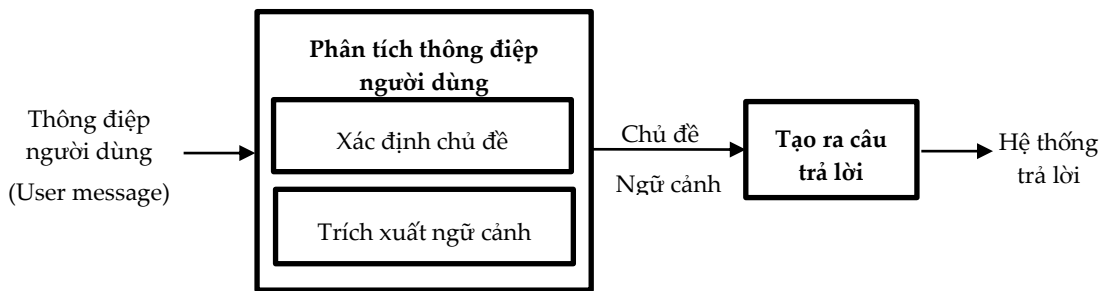 Phân tích thông điệp
người dùng
Thông điệp
người dùng
(User message)
Xác định chủ đề
Trích xuất ngữ cảnh
Chủ đề
Ngữ cảnh
Tạo ra câu
trả lời
Hệ thống
trả lời